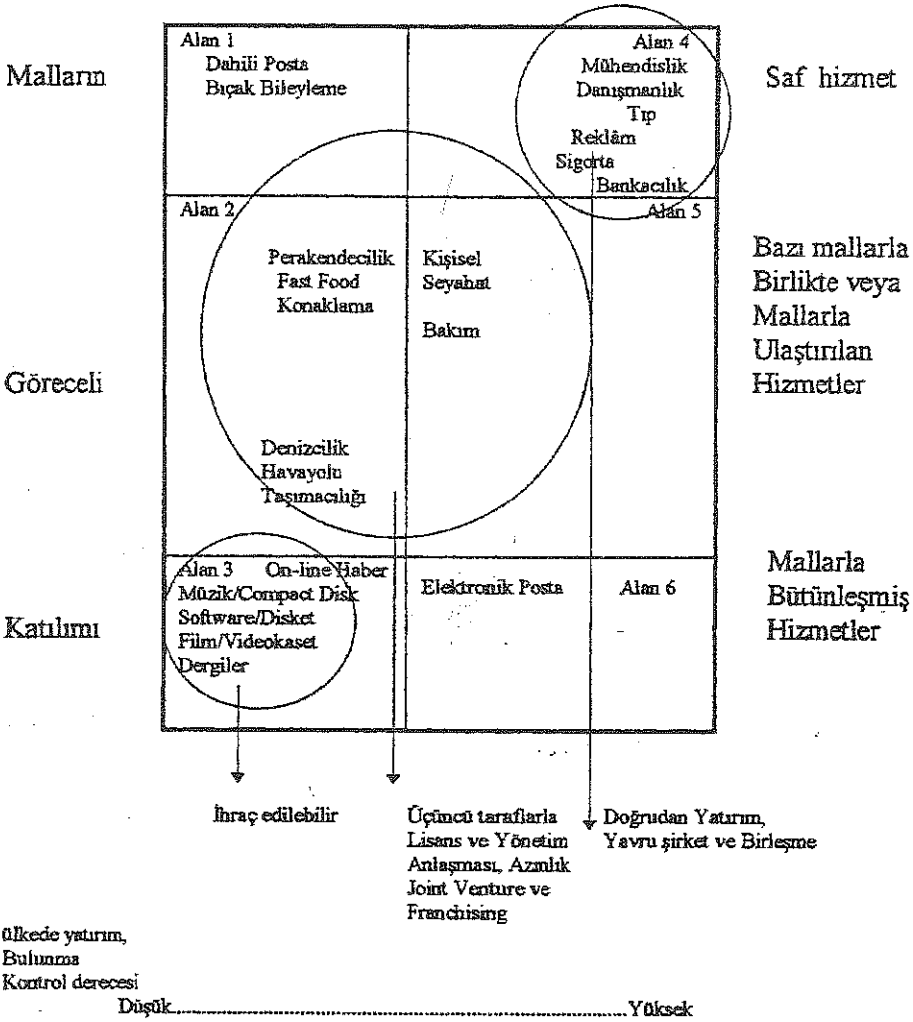 Alan 1
Dahili Posta
Bıçak Bileyleme
Alan 4
Mühendislik
Danışmanlık
Tıp
Reklâm
Sigorta
Bankacılık
Malların
Saf hizmet
Alan 2
Perakendecilik
Fast Food
Konaklama
Denizcilik
Havayolu
Taşımacılığı
Alan 5
Kişisel
Seyahat
Bakım
Göreceli
Bazı mallarla
Birlikte veya
Mallarla
Ulaştırılan
Hizmetler
Alan 3 On-line Haber
Müzik/Compact Disk
Software/Disket
Film/Videokaset
Dergiler
Elektronik Posta
Alan 6
Katılımı
Mallarla
Bütünleşmiş
Hizmetler
İhraç edilebilir
Üçüncü taraflarla
Lisans ve Yönetim
Anlaşması, Azınlık
Joint Venture ve
Franchising
Doğrudan Yatırım,
Yavru şirket ve Birleşme
ülkede yatırım,
Bulunma
Kontrol derecesi
Düşük........Yüksek